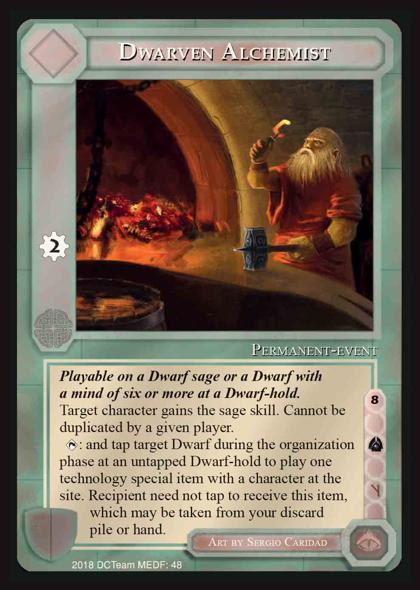 DWARVEN ALCHEMIST
2
PERMANENT-EVENT
Playable on a Dwarf sage or a Dwarf with
a mind of six or more at a Dwarf-hold.
Target character gains the sage skill. Cannot be
duplicated by a given player.
: and tap target Dwarf during the organization
phase at an untapped Dwarf-hold to play one
technology special item with a character at the
site. Recipient need not tap to receive this item,
which may be taken from your discard
pile or hand.
8
ART BY SERGIO CARIDAD
2018 DCTeam MEDF: 48